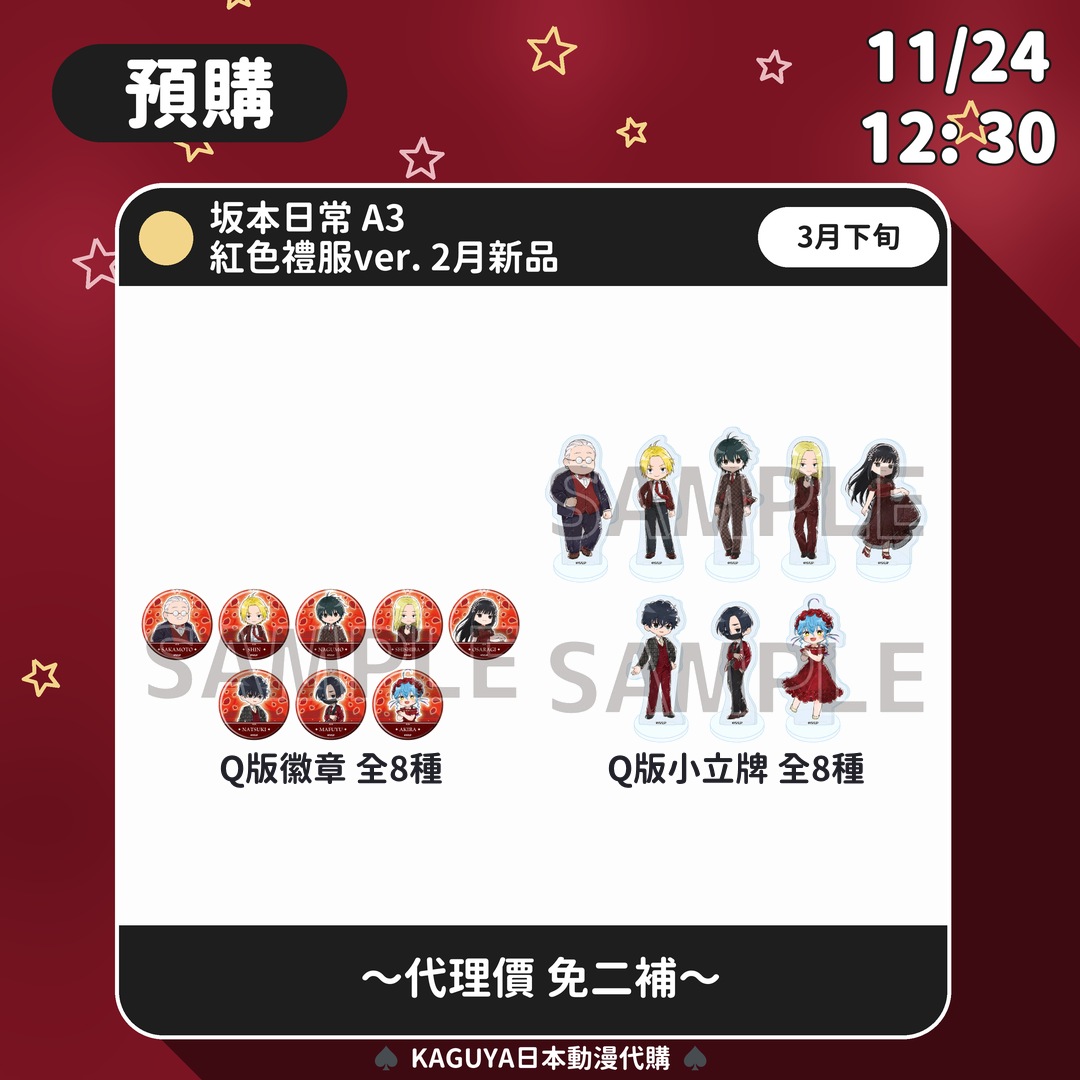 預購
11/24
12:30
坂本日常 A3
紅色禮服ver. 2月新品
3月下旬
SAMPLE
SAKAMOTO
SHIN
NAGUMO
SHISHIBA
OSARAGI
SAMPLE
SAMPLE
NATSUKI
MAFUYU
AKIRA
Q版徽章 全8種
Q版小立牌 全8種
～代理價 免二補～
♠ KAGUYA日本動漫代購 ♠